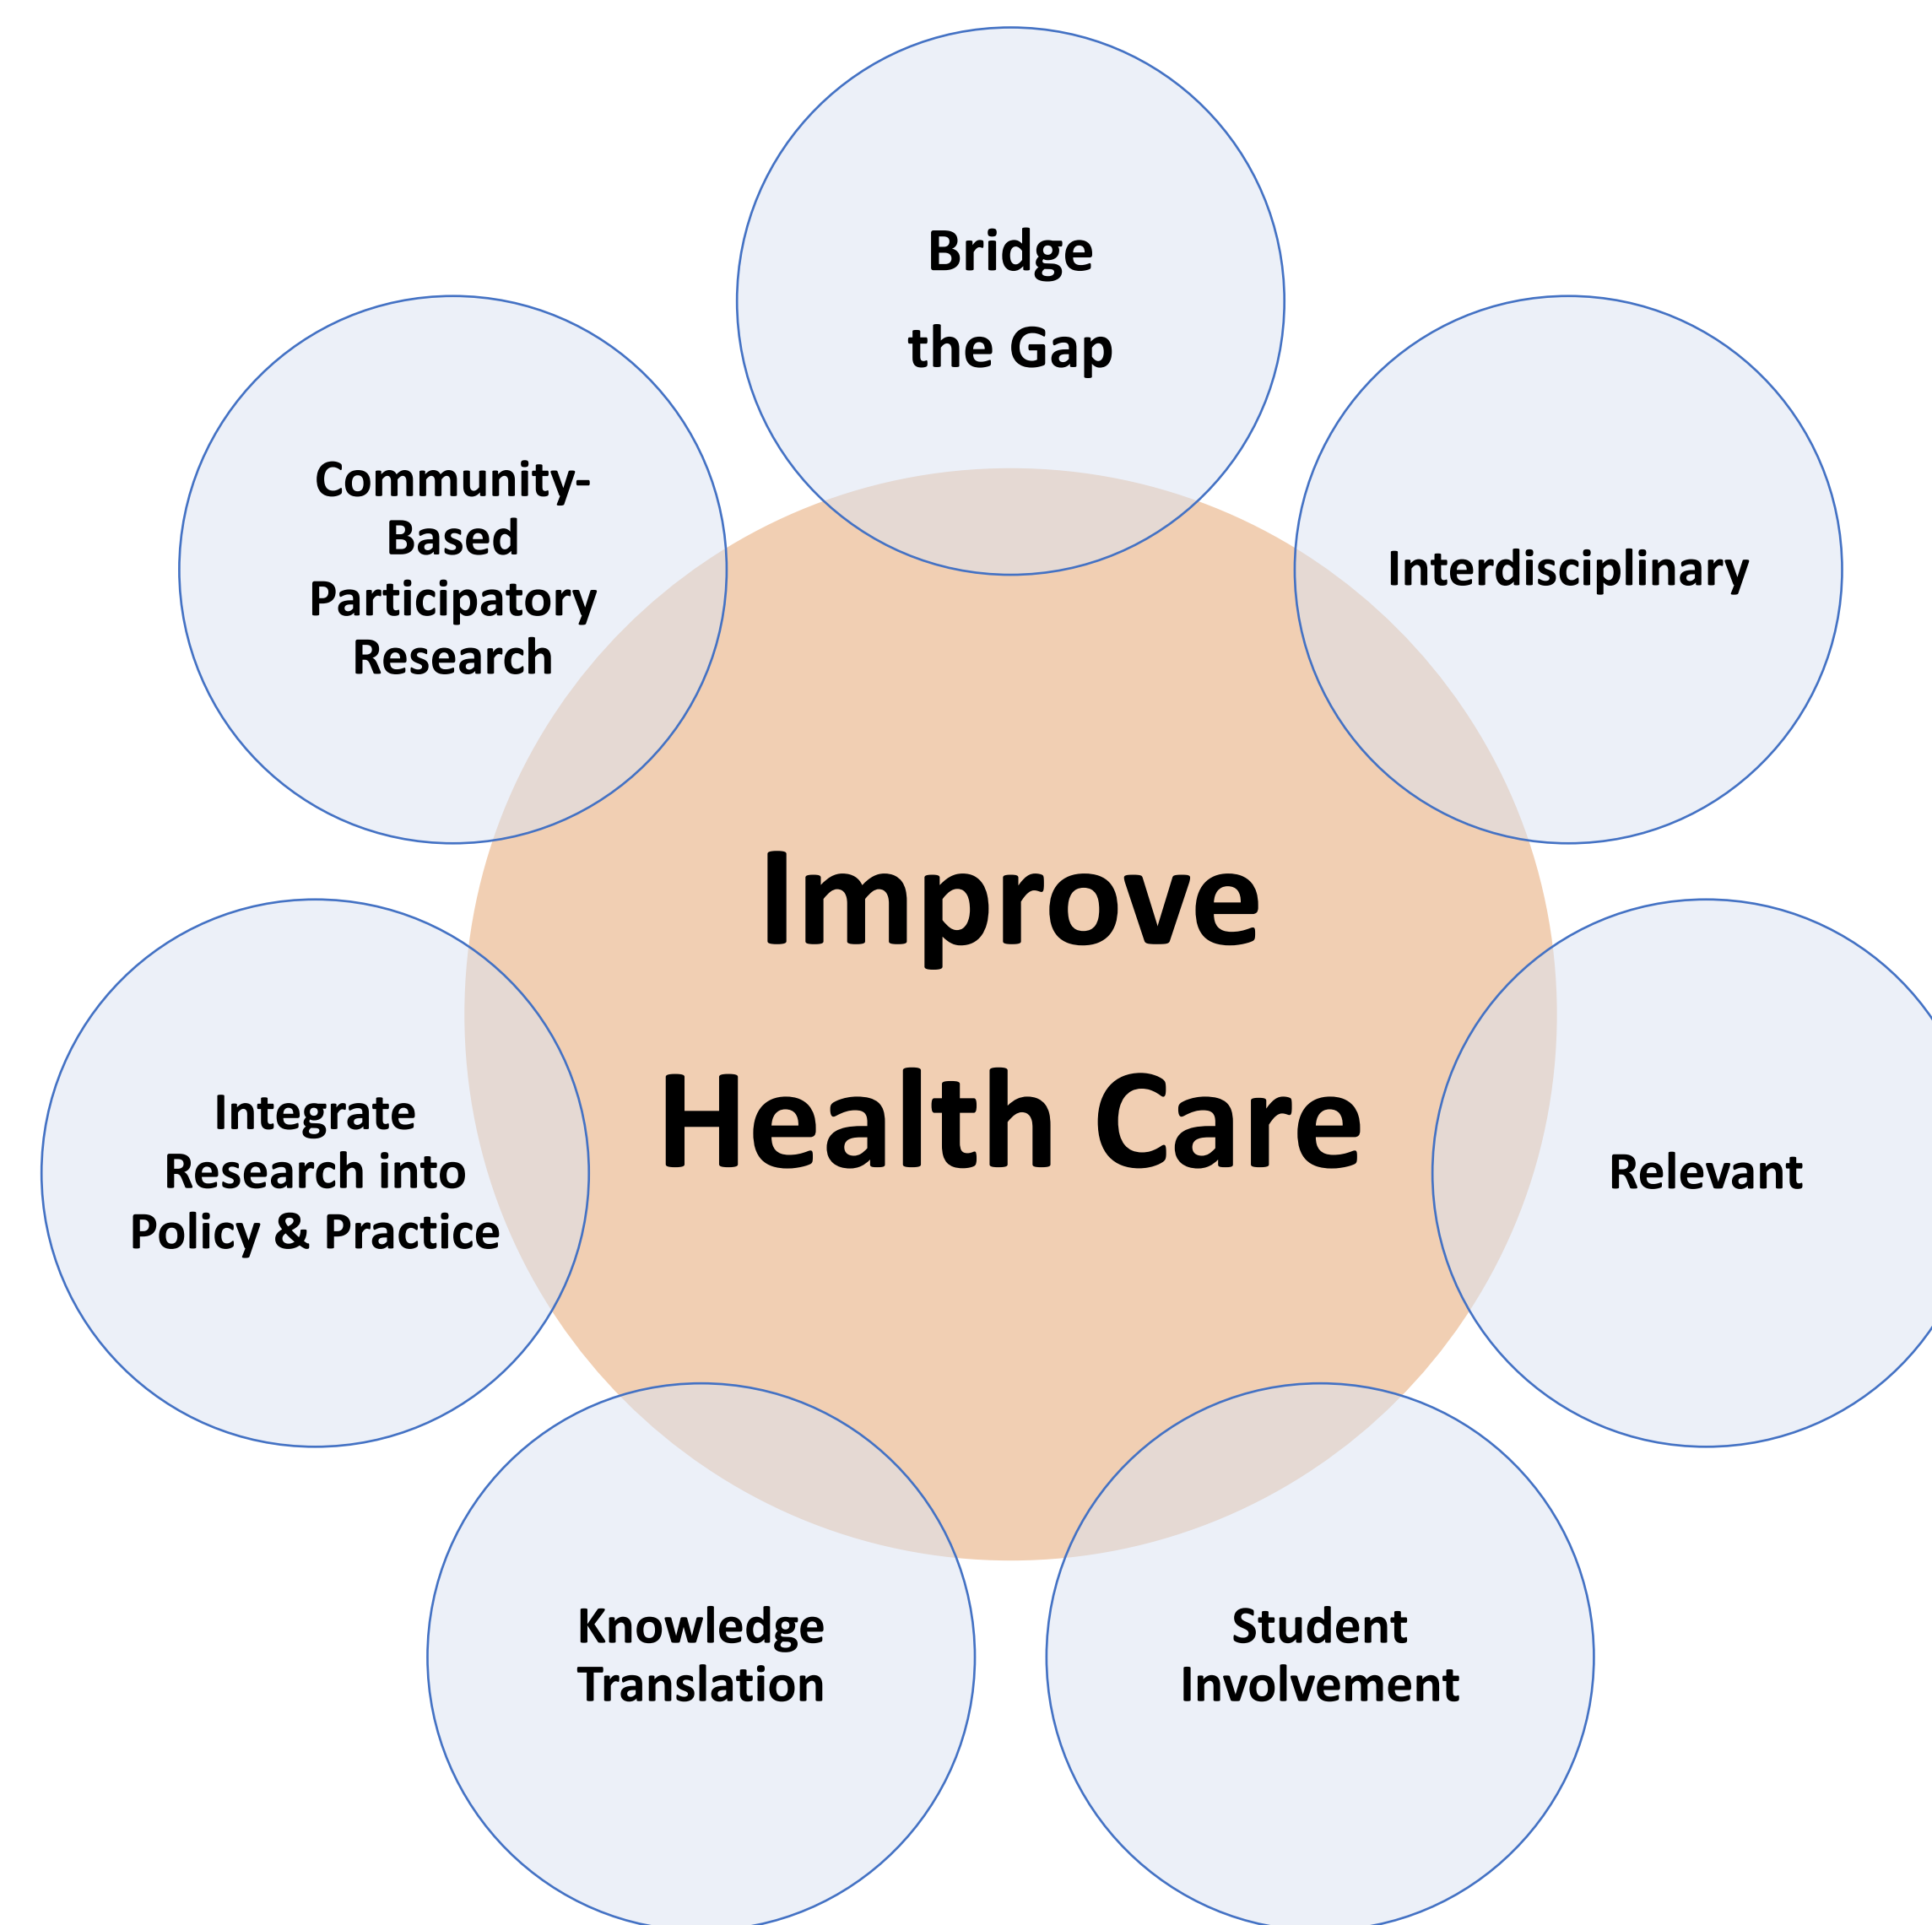 Bridge
the Gap
Interdisciplinary
Relevant
Student
Involvement
Knowledge
Translation
Integrate
Research into
Policy & Practice
Community-
Based
Participatory
Research
Improve
Health Care